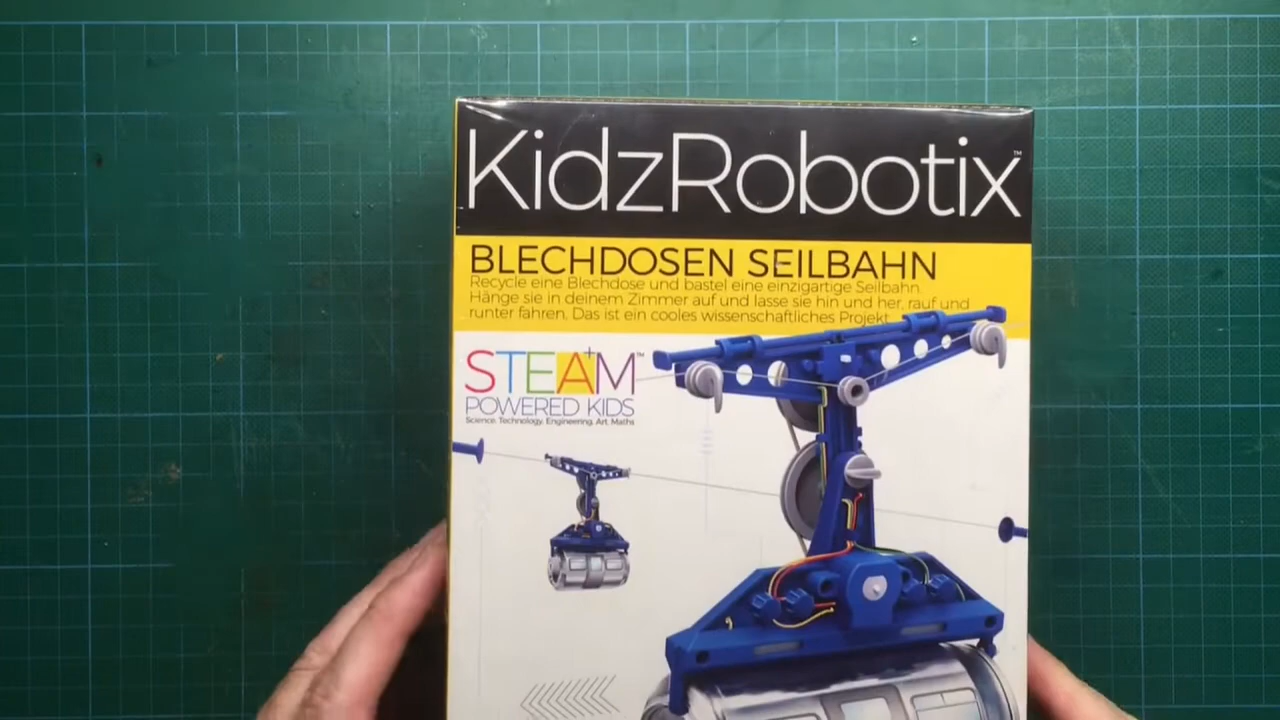 KidzRobotix™
BLECHDOSEN SEILBAHN
Recycle eine Blechdose und bastel eine einzigartige Seilbahn.
Hänge sie in deinem Zimmer auf und lasse sie hin und her, rauf und
runter fahren. Das ist ein cooles wissenschaftliches Projekt.
STEA+M™
POWERED KIDS
Science. Technology. Engineering. Art. Maths